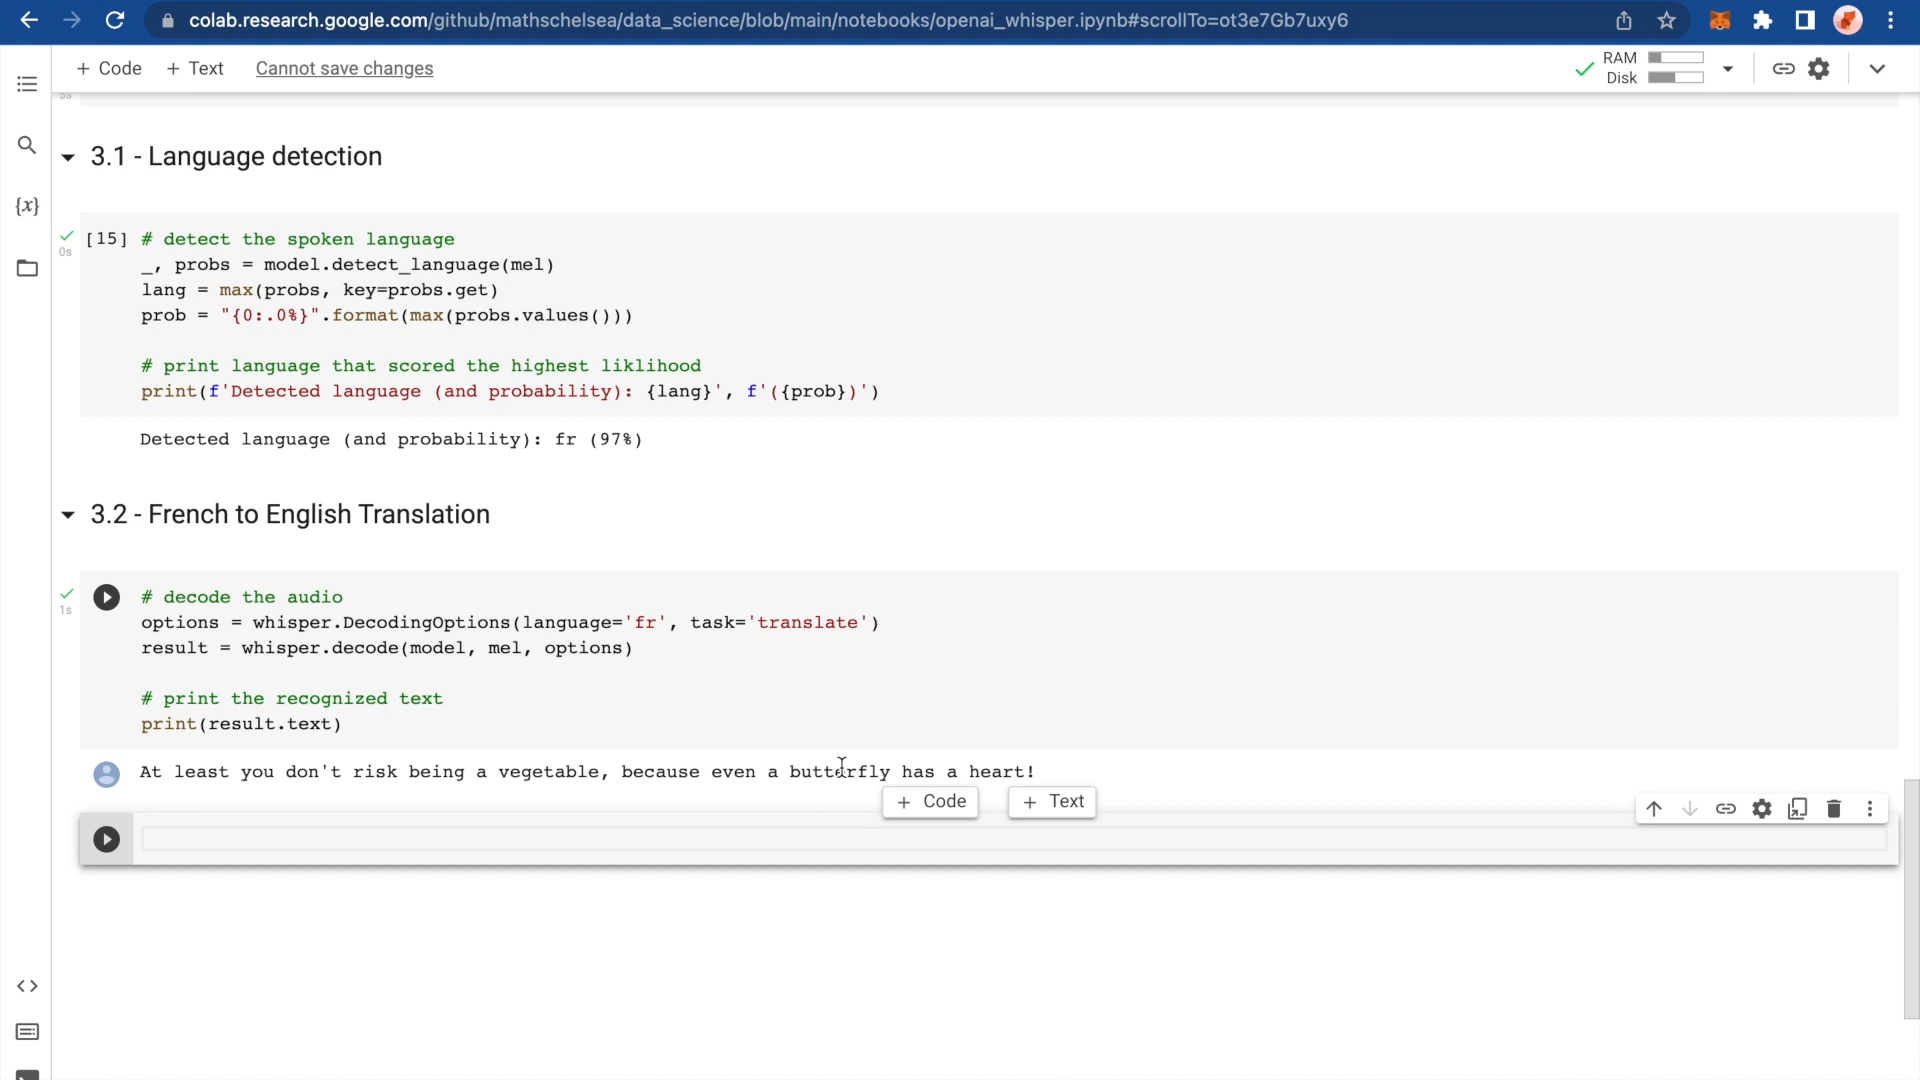 colab.research.google.com/github/mathschelsea/data_science/blob/main/notebooks/openai_whisper.ipynb#scrollTo=ot3e7Gb7uxy6
+ Code + Text Cannot save changes
RAM
Disk
3.1 - Language detection
{x}
0s
[15] # detect the spoken language
_, probs = model.detect_language(mel)
lang = max(probs, key=probs.get)
prob = "{0:.0%}".format(max(probs.values()))
# print language that scored the highest liklihood
print(f'Detected language (and probability): {lang}', f'({prob})')
Detected language (and probability): fr (97%)
3.2 - French to English Translation
1s
# decode the audio
options = whisper.DecodingOptions(language='fr', task='translate')
result = whisper.decode(model, mel, options)
# print the recognized text
print(result.text)
At least you don't risk being a vegetable, because even a butterfly has a heart!
+ Code + Text